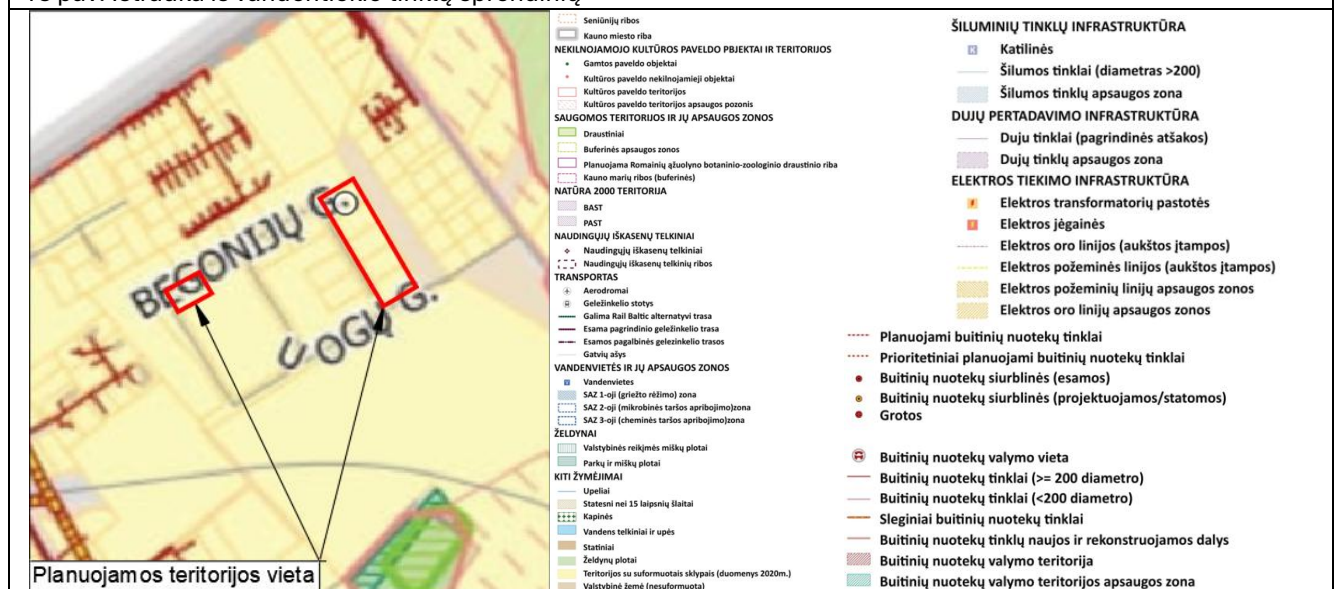 BEGONIJŲ G.
UOGŲ G.
Planuojamos teritorijos vieta
Seniūnijų ribos
Kauno miesto riba
NEKILNOJAMOJO KULTŪROS PAVELDO PBJEKTAI IR TERITORIJOS
Gamtos paveldo objektai
Kultūros paveldo nekilnojamieji objektai
Kultūros paveldo teritorijos
Kultūros paveldo teritorijos apsaugos pozonis
SAUGOMOS TERITORIJOS IR JŲ APSAUGOS ZONOS
Draustiniai
Buferinės apsaugos zonos
Planuojama Romainių ąžuolyno botaninio-zoologinio draustinio riba
Kauno marių ribos (buferinės)
NATŪRA 2000 TERITORIJA
BAST
PAST
NAUDINGŲJŲ IŠKASENŲ TELKINIAI
Naudingųjų iškasenų telkiniai
Naudingųjų iškasenų telkinių ribos
TRANSPORTAS
Aerodromai
Geležinkelio stotys
Galima Rail Baltic alternatyvi trasa
Esama pagrindinio geležinkelio trasa
Esamos pagalbinės gelezinkelio trasos
Gatvių ašys
VANDENVIETĖS IR JŲ APSAUGOS ZONOS
Vandenvietes
SAZ 1-oji (griežto rėžimo) zona
SAZ 2-oji (mikrobinės taršos apribojimo)zona
SAZ 3-oji (cheminės taršos apribojimo)zona
ŽELDYNAI
Valstybinės reikjmės miškų plotai
Parkų ir miškų plotai
KITI ŽYMĖJIMAI
Upeliai
Statesni nei 15 laipsnių šlaitai
Kapinės
Vandens telkiniai ir upės
Statiniai
Želdynų plotai
Teritorijos su suformuotais sklypais (duomenys 2020m.)
Valstybinė žemė (nesuformuota)
ŠILUMINIŲ TINKLŲ INFRASTRUKTŪRA
K Katilinės
Šilumos tinklai (diametras >200)
Šilumos tinklų apsaugos zona
DUJŲ PERTADAVIMO INFRASTRUKTŪRA
Duju tinklai (pagrindinės atšakos)
Dujų tinklų apsaugos zona
ELEKTROS TIEKIMO INFRASTRUKTŪRA
Elektros transformatorių pastotės
Elektros jėgainės
Elektros oro linijos (aukštos įtampos)
Elektros požeminės linijos (aukštos įtampos)
Elektros požeminių linijų apsaugos zonos
Elektros oro linijų apsaugos zonos
Planuojami buitinių nuotekų tinklai
Prioritetiniai planuojami buitinių nuotekų tinklai
Buitinių nuotekų siurblinės (esamos)
Buitinių nuotekų siurblinės (projektuojamos/statomos)
Grotos
Buitinių nuotekų valymo vieta
Buitinių nuotekų tinklai (>= 200 diametro)
Buitinių nuotekų tinklai (<200 diametro)
Sleginiai buitinių nuotekų tinklai
Buitinių nuotekų tinklų naujos ir rekonstruojamos dalys
Buitinių nuotekų valymo teritorija
Buitinių nuotekų valymo teritorijos apsaugos zona